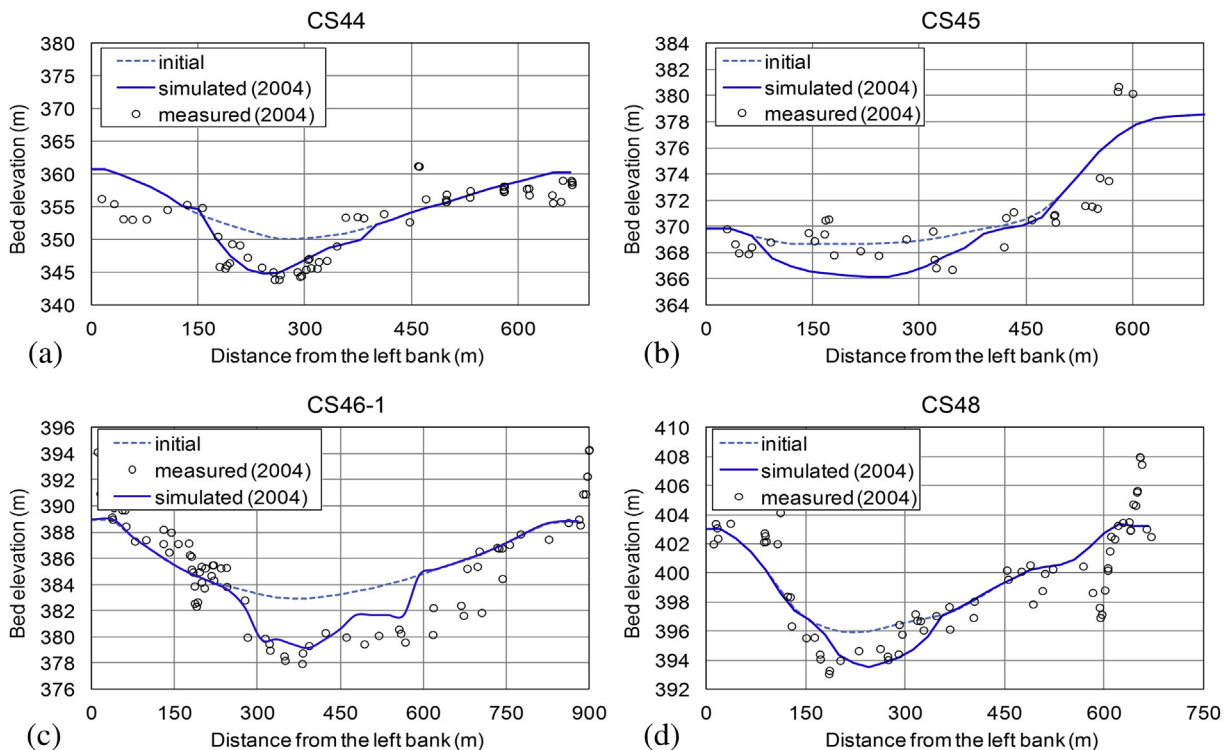 CS44
380
375
370
365
360
355
350
345
340
initial
simulated (2004)
measured (2004)
Bed elevation (m)
0 150 300 450 600
Distance from the left bank (m)
(a)
CS45
384
382
380
378
376
374
372
370
368
366
364
initial
simulated (2004)
measured (2004)
Bed elevation (m)
0 150 300 450 600
Distance from the left bank (m)
(b)
CS46-1
396
394
392
390
388
386
384
382
380
378
376
initial
measured (2004)
simulated (2004)
Bed elevation (m)
0 150 300 450 600 750 900
Distance from the left bank (m)
(c)
CS48
410
408
406
404
402
400
398
396
394
392
initial
simulated (2004)
measured (2004)
Bed elevation (m)
0 150 300 450 600 750
Distance from the left bank (m)
(d)